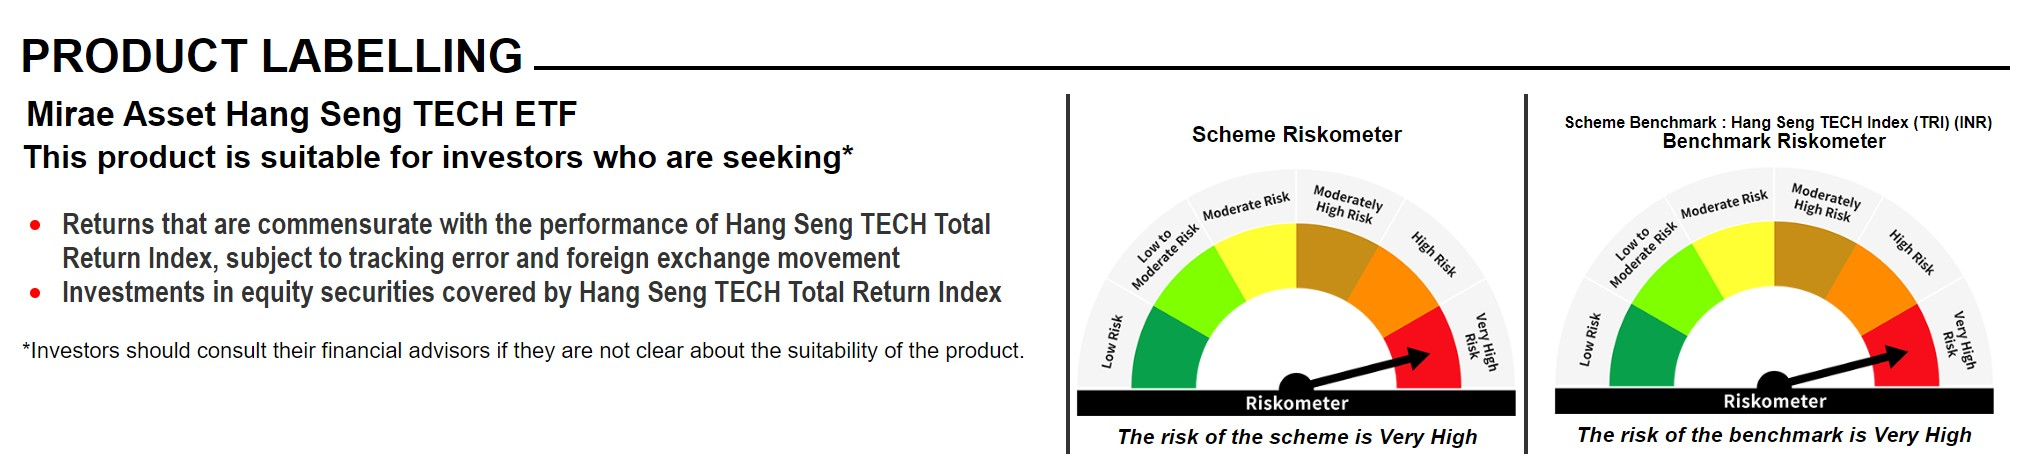 PRODUCT LABELLING
Mirae Asset Hang Seng TECH ETF
This product is suitable for investors who are seeking*
• Returns that are commensurate with the performance of Hang Seng TECH Total
Return Index, subject to tracking error and foreign exchange movement
• Investments in equity securities covered by Hang Seng TECH Total Return Index
*Investors should consult their financial advisors if they are not clear about the suitability of the product.
Scheme Riskometer
Low Risk
Low to
Moderate Risk
Moderate Risk
Moderately
High Risk
High Risk
Very High
Risk
Riskometer
The risk of the scheme is Very High
Scheme Benchmark : Hang Seng TECH Index (TRI) (INR)
Benchmark Riskometer
Low Risk
Low to
Moderate Risk
Moderate Risk
Moderately
High Risk
High Risk
Very High
Risk
Riskometer
The risk of the benchmark is Very High